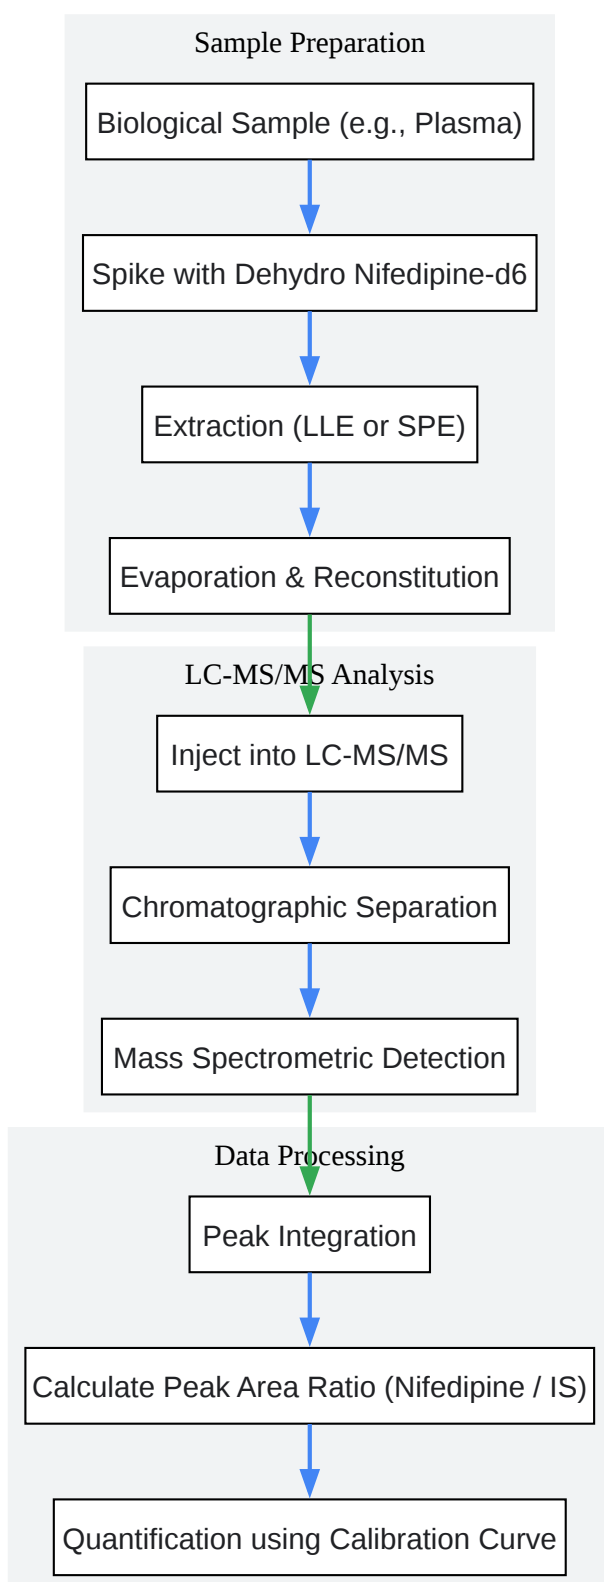 Sample Preparation
Biological Sample (e.g., Plasma)
Spike with Dehydro Nifedipine-d6
Extraction (LLE or SPE)
Evaporation & Reconstitution
LC-MS/MS Analysis
Inject into LC-MS/MS
Chromatographic Separation
Mass Spectrometric Detection
Data Processing
Peak Integration
Calculate Peak Area Ratio (Nifedipine / IS)
Quantification using Calibration Curve